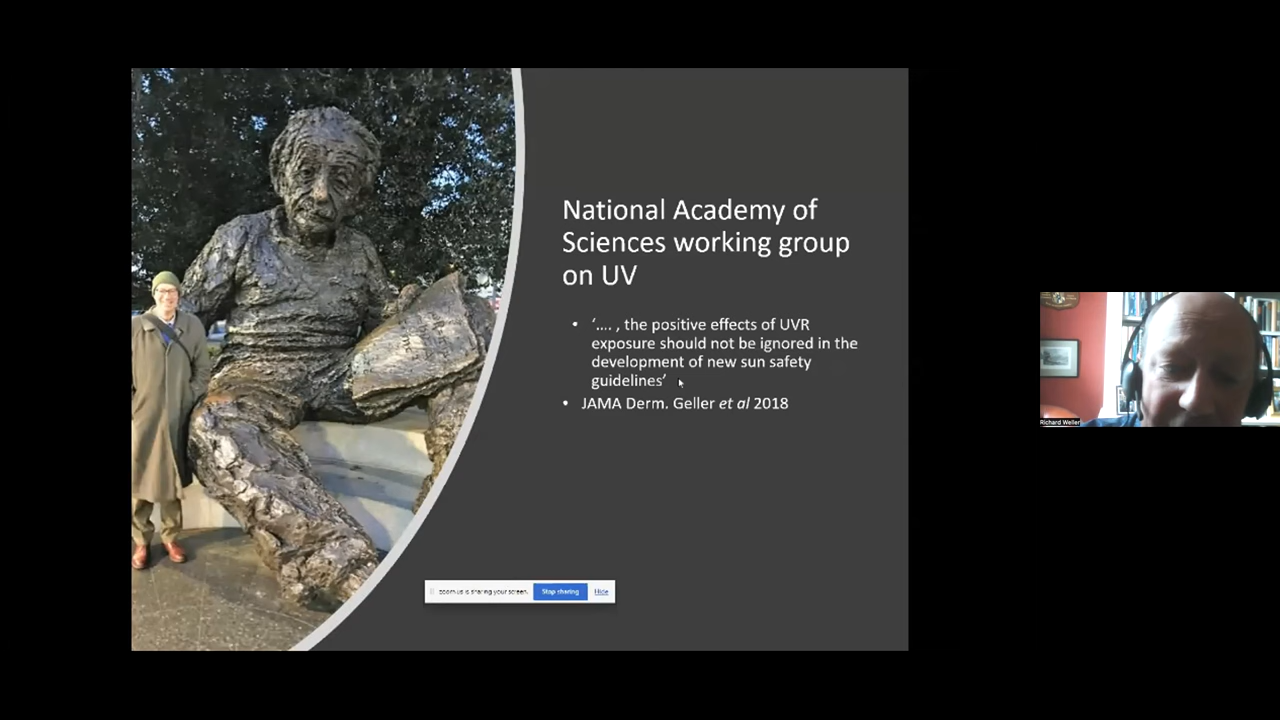 National Academy of
Sciences working group
on UV
• ‘…. , the positive effects of UVR
exposure should not be ignored in the
development of new sun safety
guidelines’
• JAMA Derm. Geller et al 2018
zoom.us is sharing your screen.
Stop sharing
Hide
Richard Weller